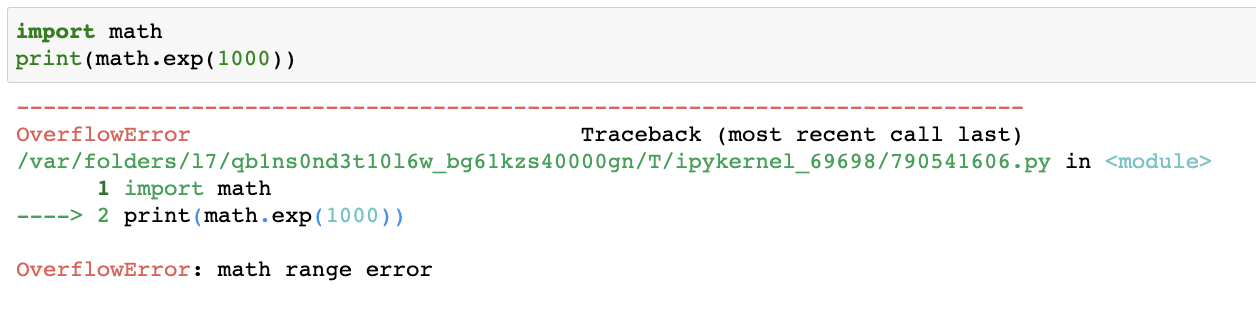 import math
print(math.exp(1000))
---------------------------------------------------------------------------
OverflowError                             Traceback (most recent call last)
/var/folders/l7/qb1ns0nd3t10l6w_bg61kzs40000gn/T/ipykernel_69698/790541606.py in <module>
      1 import math
----> 2 print(math.exp(1000))
OverflowError: math range error